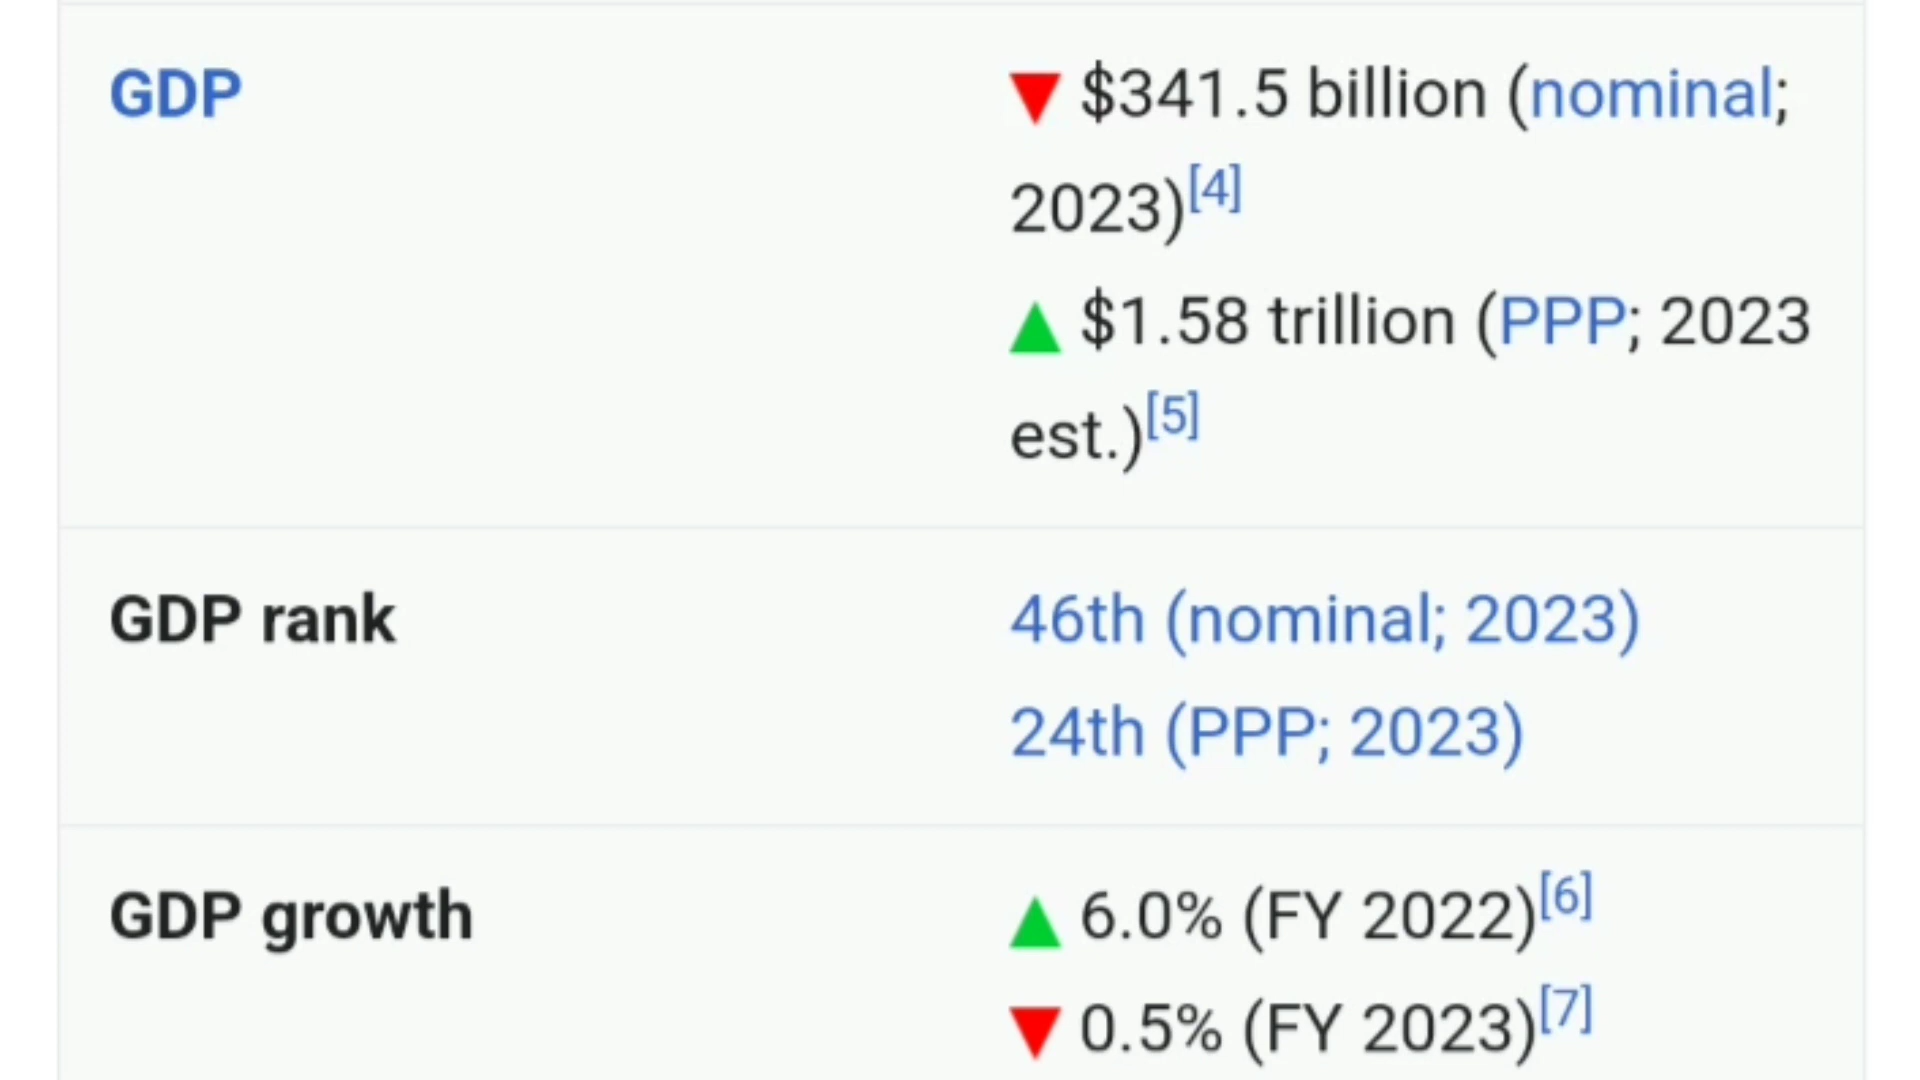 GDP
▼ $341.5 billion (nominal;
2023)[4]
▲ $1.58 trillion (PPP; 2023
est.)[5]
GDP rank
46th (nominal; 2023)
24th (PPP; 2023)
GDP growth
▲ 6.0% (FY 2022)[6]
▼ 0.5% (FY 2023)[7]